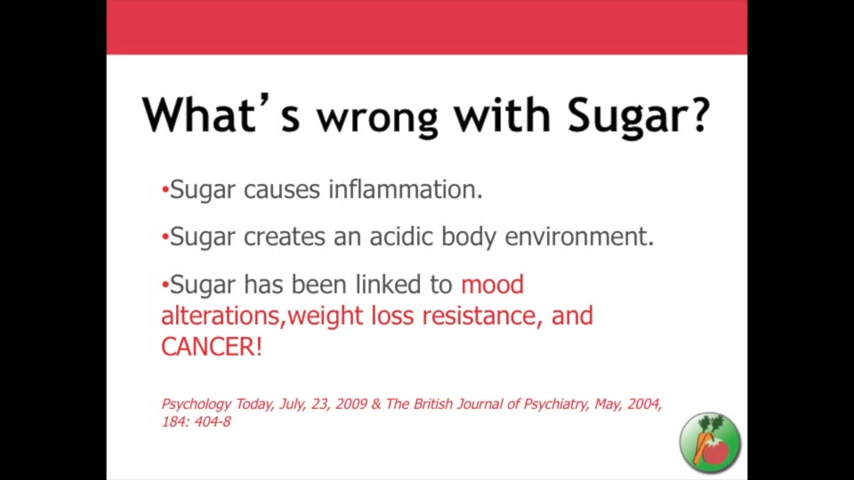 What's wrong with Sugar?
•Sugar causes inflammation.
•Sugar creates an acidic body environment.
•Sugar has been linked to mood
alterations,weight loss resistance, and
CANCER!
Psychology Today, July, 23, 2009 & The British Journal of Psychiatry, May, 2004,
184: 404-8